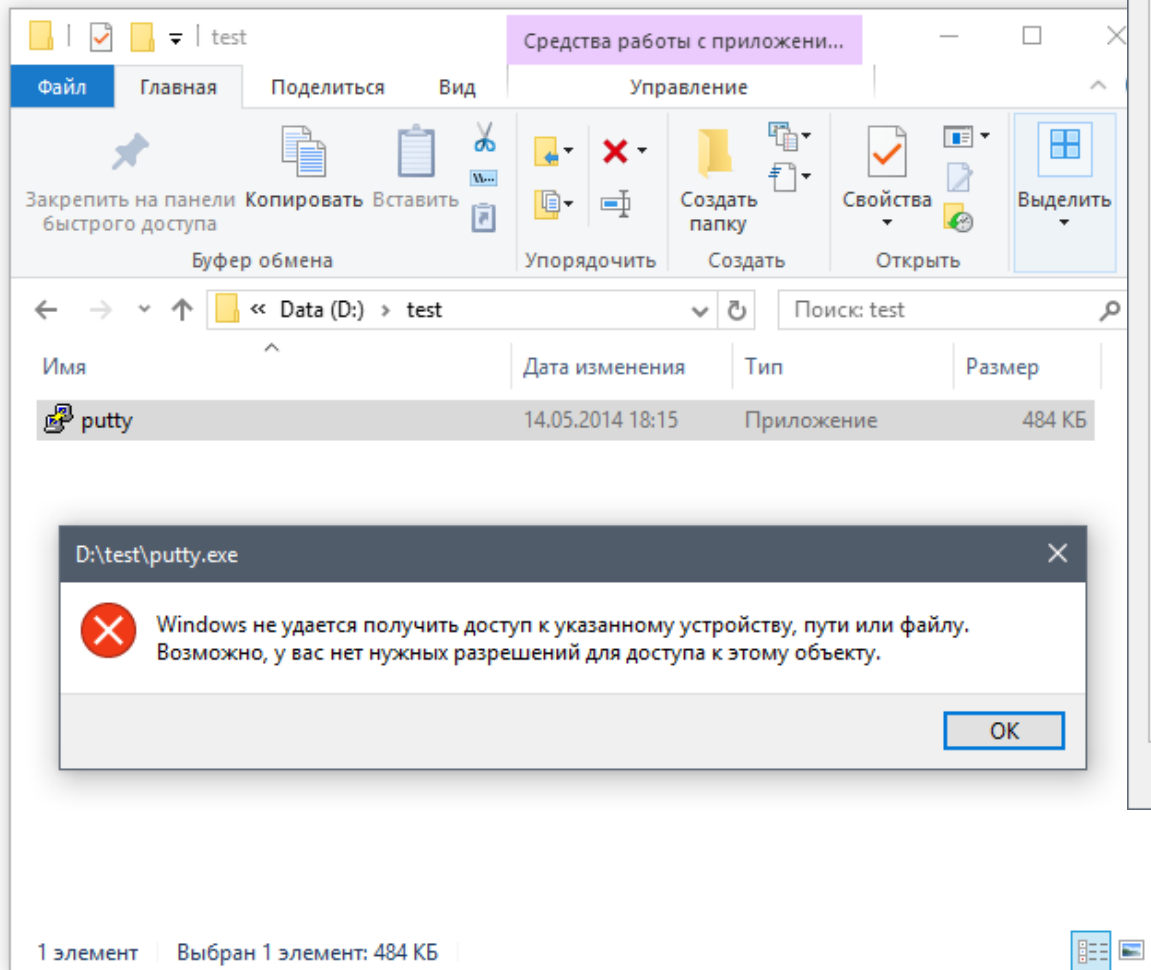 test
Средства работы с приложени...
Файл Главная Поделиться Вид Управление
Закрепить на панели быстрого доступа
Копировать
Вставить
Создать папку
Свойства
Выделить
Буфер обмена
Упорядочить
Создать
Открыть
« Data (D:) › test
Поиск: test
Имя Дата изменения Тип Размер
putty 14.05.2014 18:15 Приложение 484 КБ
D:\test\putty.exe
Windows не удается получить доступ к указанному устройству, пути или файлу.
Возможно, у вас нет нужных разрешений для доступа к этому объекту.
OK
1 элемент Выбран 1 элемент: 484 КБ